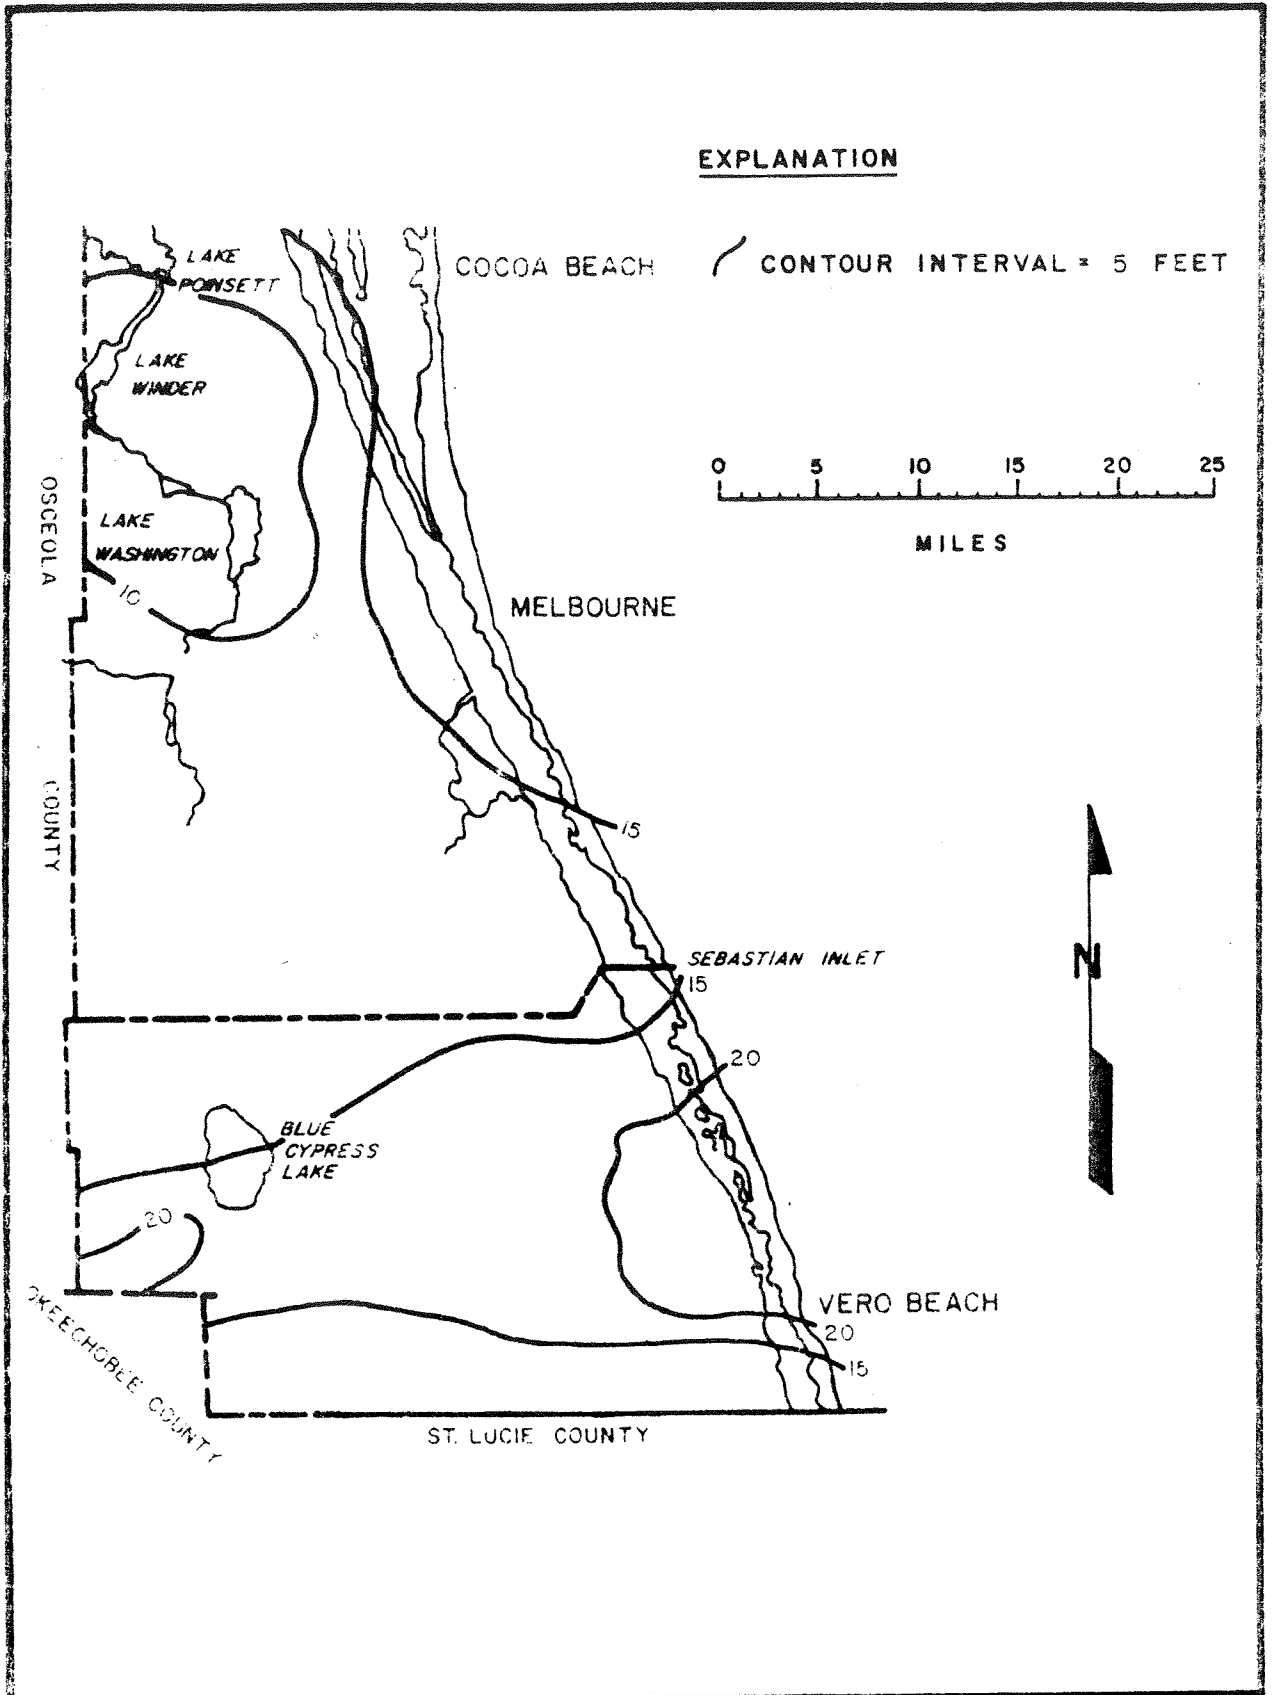 EXPLANATION
CONTOUR INTERVAL = 5 FEET
LAKE
POINSETT
COCOA BEACH
LAKE
WINDER
0 5 10 15 20 25
MILES
OSCEOLA
COUNTY
LAKE
WASHINGTON
10
MELBOURNE
15
N
SEBASTIAN INLET
15
20
BLUE
CYPRESS
LAKE
20
VERO BEACH
20
15
OKEECHOBEE COUNTY
ST. LUCIE COUNTY